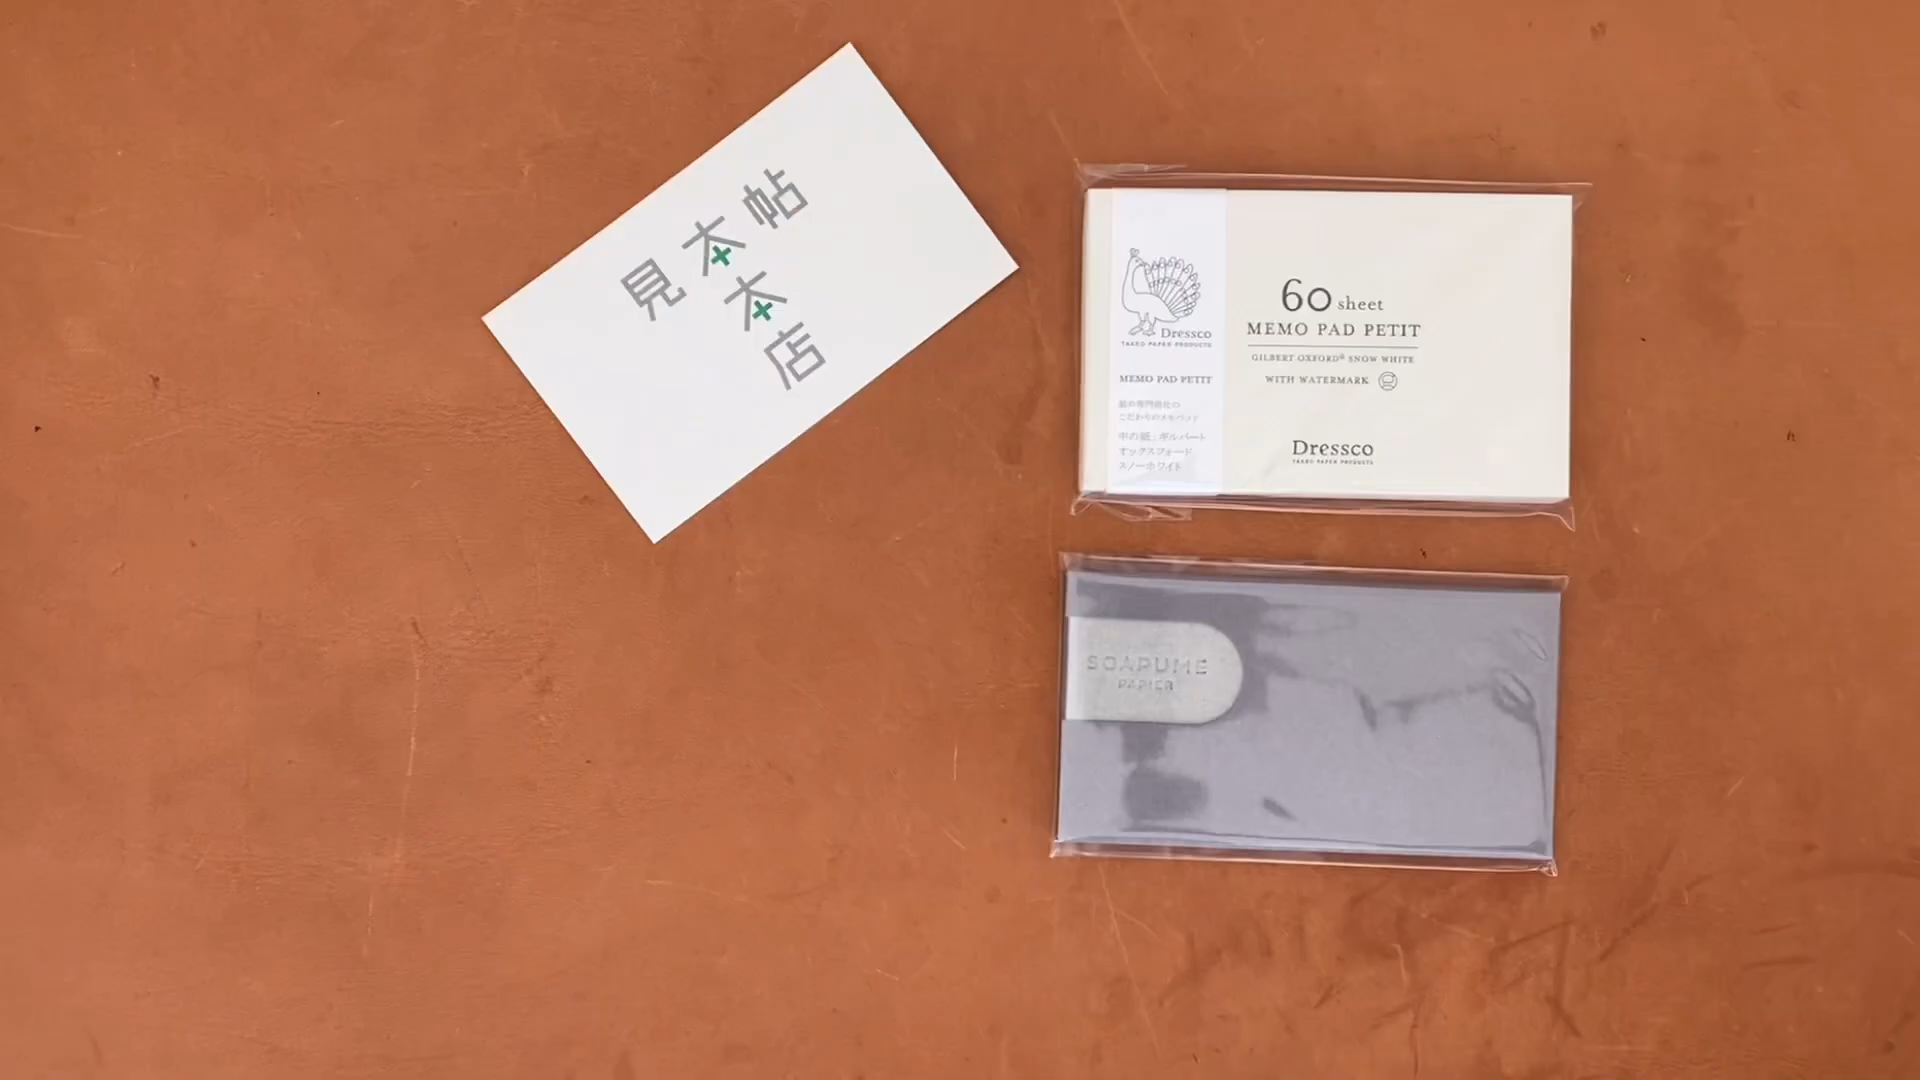 見本帖
本
店
60 sheet
MEMO PAD PETIT
GILBERT OXFORD® SNOW WHITE
WITH WATERMARK
Dressco
TAKEO PAPER PRODUCTS
Dressco
TAKEO PAPER PRODUCTS
MEMO PAD PETIT
紙の専門商社の
こだわりのメモパッド
中の紙：ギルバート
オックスフォード
スノーホワイト
SOAPUME
PAPIER